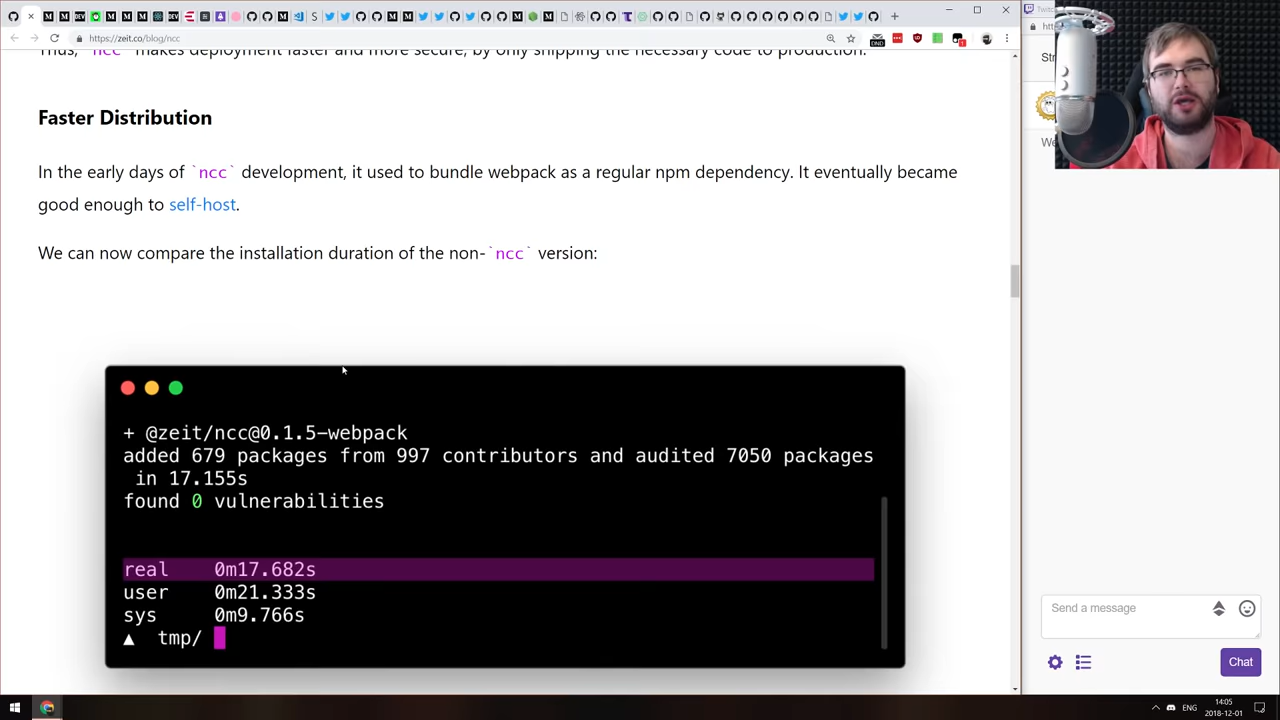 https://zeit.co/blog/ncc
Thus, `ncc` makes deployment faster and more secure, by only shipping the necessary code to production.
Faster Distribution
In the early days of `ncc` development, it used to bundle webpack as a regular npm dependency. It eventually became
good enough to self-host.
We can now compare the installation duration of the non-`ncc` version:
+ @zeit/ncc@0.1.5-webpack
added 679 packages from 997 contributors and audited 7050 packages
in 17.155s
found 0 vulnerabilities
real 0m17.682s
user 0m21.333s
sys 0m9.766s
▲ tmp/
Send a message
Chat
ENG
14:05
2018-12-01